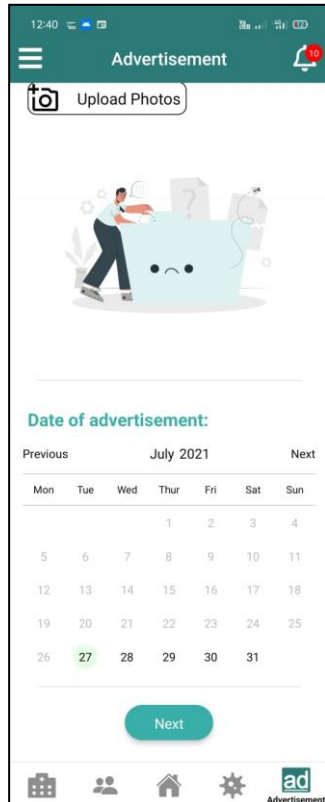 12:40
Advertisement
10
Upload Photos
?
Date of advertisement:
Previous July 2021 Next
Mon Tue Wed Thur Fri Sat Sun
1 2 3 4
5 6 7 8 9 10 11
12 13 14 15 16 17 18
19 20 21 22 23 24 25
26 27 28 29 30 31
Next
ad
Advertisement